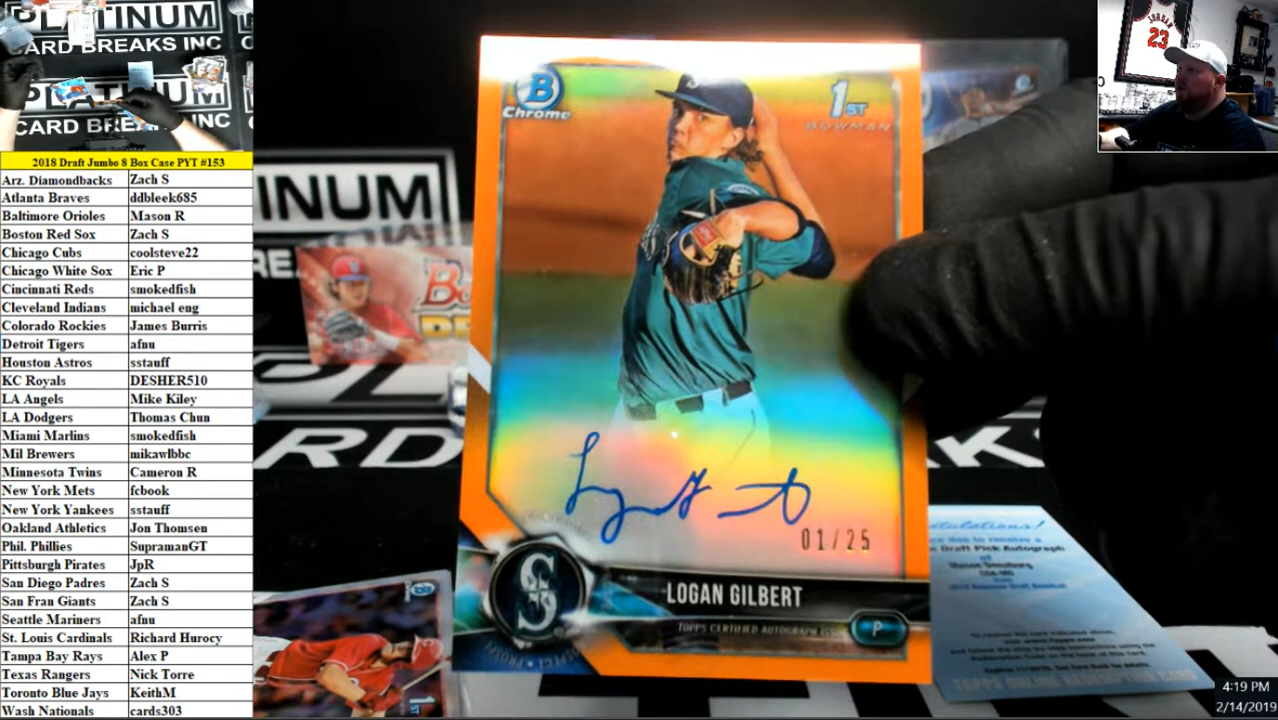 PLATINUM
CARD BREAKS INC
CARD BREAKS INC
2018 Draft Jumbo 8 Box Case PYT #153
Arz. Diamondbacks Zach S
Atlanta Braves ddbleek685
Baltimore Orioles Mason R
Boston Red Sox Zach S
Chicago Cubs coolsteve22
Chicago White Sox Eric P
Cincinnati Reds smokedfish
Cleveland Indians michael eng
Colorado Rockies James Burris
Detroit Tigers afnu
Houston Astros sstauff
KC Royals DESHER510
LA Angels Mike Kiley
LA Dodgers Thomas Chun
Miami Marlins smokedfish
Mil Brewers mikawlbbc
Minnesota Twins Cameron R
New York Mets fcbook
New York Yankees sstauff
Oakland Athletics Jon Thomsen
Phil. Phillies SupramanGT
Pittsburgh Pirates JpR
San Diego Padres Zach S
San Fran Giants Zach S
Seattle Mariners afnu
St. Louis Cardinals Richard Hurocy
Tampa Bay Rays Alex P
Texas Rangers Nick Torre
Toronto Blue Jays KeithM
Wash Nationals cards303
INUM
RD
K
B
Chrome
1ST
BOWMAN
01/25
S
LOGAN GILBERT
TOPPS CERTIFIED AUTOGRAPH ISSUE
P
Draft Pick Autograph
1st
JORDAN
23
4:19 PM
2/14/2019